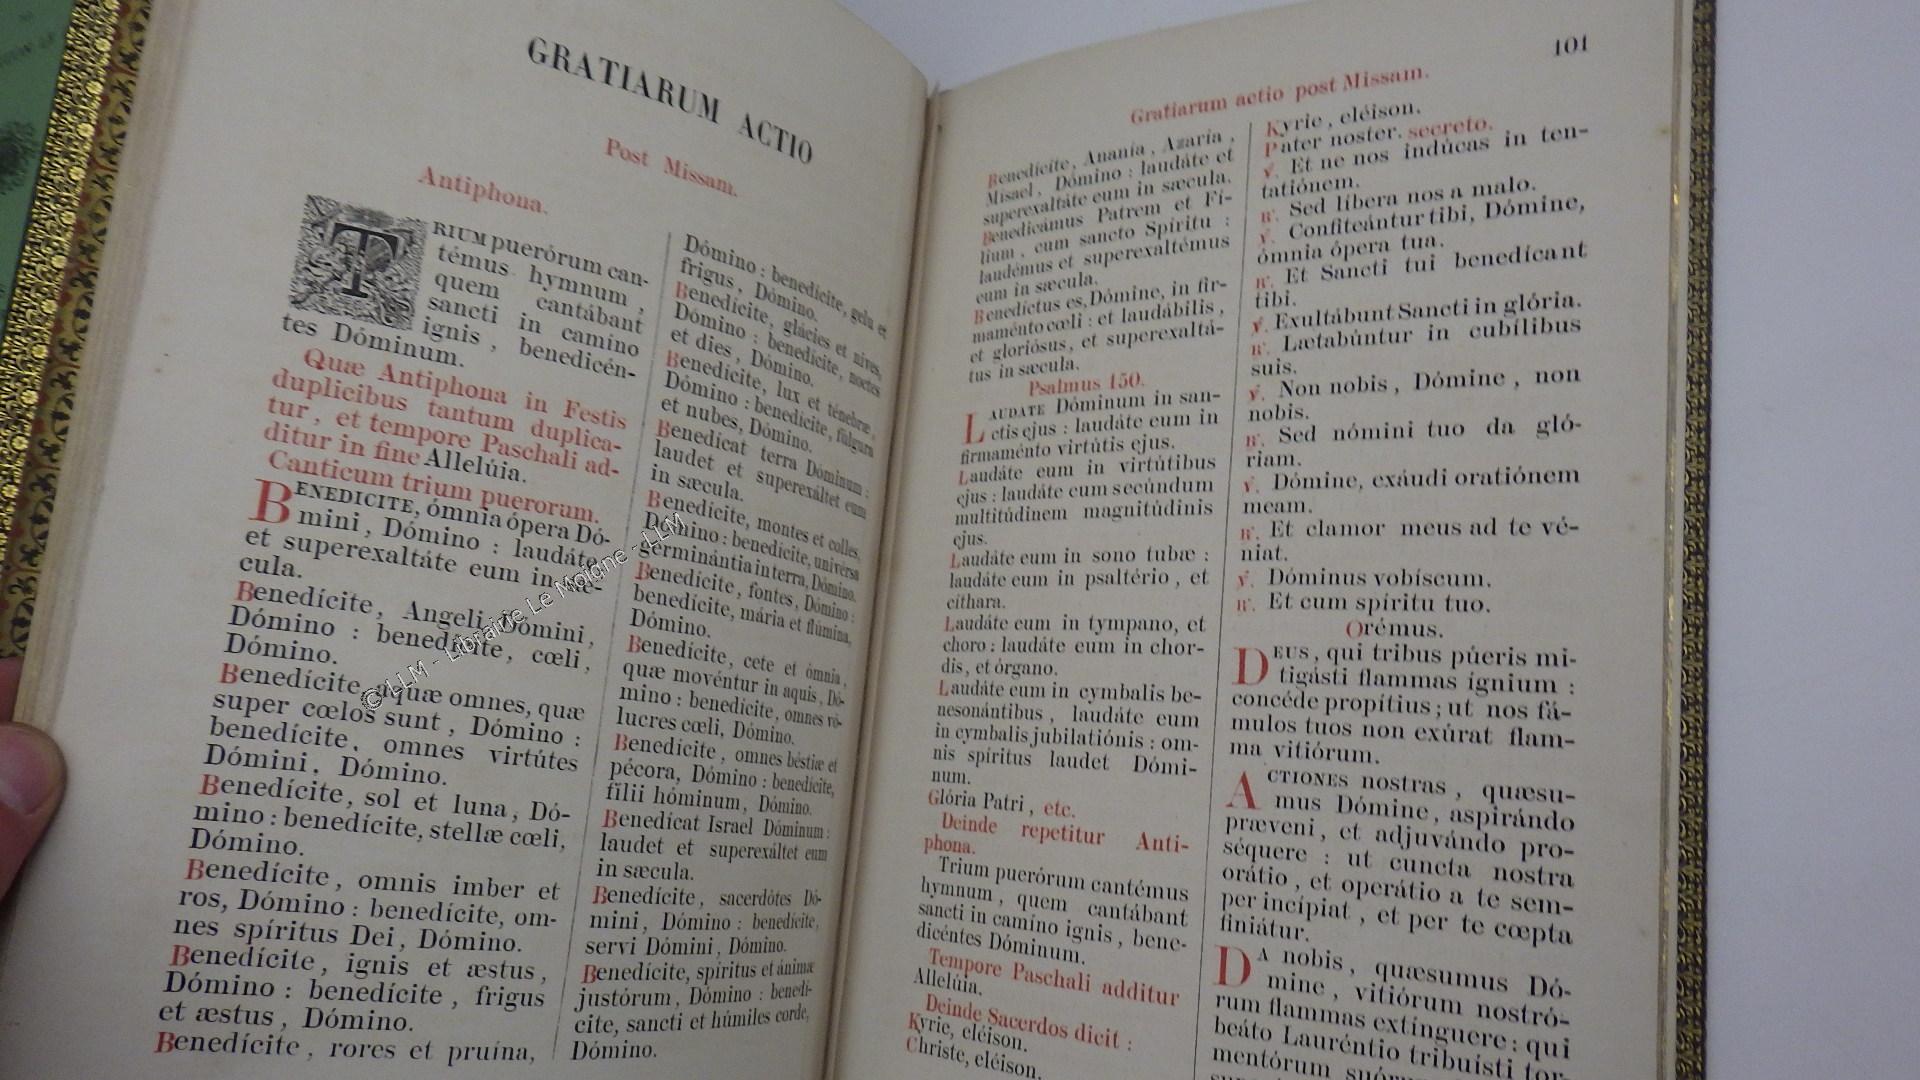 GRATIARUM ACTIO
Post Missam.
Antiphona.
TRIUM puerórum can-
témus hymnum,
quem cantábant
sancti in camíno
ignis, benedicén-
tes Dóminum.
Quæ Antiphona in Festis
duplicibus tantum duplica-
tur, et tempore Paschali ad-
ditur in fine Allelúia.
Canticum trium puerorum.
BENEDICITE, ómnia ópera Dó-
mini, Dómino : laudáte
et superexaltáte eum in sǽ-
cula.
Benedícite, Angeli Dómini,
Dómino : benedícite, cœli,
Dómino.
Benedícite, aquæ omnes, quæ
super cœlos sunt, Dómino :
benedícite, omnes virtútes
Dómini, Dómino.
Benedícite, sol et luna, Dó-
mino : benedícite, stellæ cœli,
Dómino.
Benedícite, omnis imber et
ros, Dómino : benedícite, om-
nes spíritus Dei, Dómino.
Benedícite, ignis et æstus,
Dómino : benedícite, frigus
et æstus, Dómino.
Benedícite, rores et pruína,
Dómino : benedícite, gelu et
frigus, Dómino.
Benedícite, glácies et nives,
Dómino : benedícite, noctes
et dies, Dómino.
Benedícite, lux et ténebræ,
Dómino : benedícite, fúlgura
et nubes, Dómino.
Benedícat terra Dóminum :
laudet et superexáltet eum
in sæcula.
Benedícite, montes et colles,
Dómino : benedícite, univérsa
germinántia in terra, Dómino.
Benedícite, fontes, Dómino :
benedícite, mária et flúmina,
Dómino.
Benedícite, cete et ómnia,
quæ movéntur in aquis, Dó-
mino : benedícite, omnes vó-
lucres cœli, Dómino.
Benedícite, omnes béstiæ et
pécora, Dómino : benedícite,
fílii hóminum, Dómino.
Benedícat Israel Dóminum :
laudet et superexáltet eum
in sæcula.
Benedícite, sacerdótes Dó-
mini, Dómino : benedícite,
servi Dómini, Dómino.
Benedícite, spíritus et ánimæ
justórum, Dómino : benedí-
cite, sancti et húmiles corde,
Dómino.
© LLM - Librairie Le Moigne - LLM
Gratiarum actio post Missam.
101
Benedícite, Ananía, Azaría,
Misael, Dómino : laudáte et
superexaltáte eum in sæcula.
Benedicámus Patrem et Fí-
lium, cum sancto Spíritu :
laudémus et superexaltémus
eum in sæcula.
Benedíctus es, Dómine, in fir-
maménto cœli : et laudábilis,
et gloriósus, et superexaltá-
tus in sæcula.
Psalmus 150.
LAUDATE Dóminum in san-
ctis ejus : laudáte eum in
firmaménto virtútis ejus.
Laudáte eum in virtútibus
ejus : laudáte eum secúndum
multitúdinem magnitúdinis
ejus.
Laudáte eum in sono tubæ :
laudáte eum in psaltério, et
cíthara.
Laudáte eum in tympano, et
choro : laudáte eum in chor-
dis, et órgano.
Laudáte eum in cymbalis be-
nesonántibus, laudáte eum
in cymbalis jubilatiónis : om-
nis spíritus laudet Dómi-
num.
Glória Patri, etc.
Deinde repetitur Anti-
phona.
Trium puerórum cantémus
hymnum, quem cantábant
sancti in camíno ignis, bene-
dicéntes Dóminum.
Tempore Paschali additur
Allelúia.
Deinde Sacerdos dicit :
Kyrie, eléison.
Christe, eléison.
Kyrie, eléison.
Pater noster. secreto.
℣. Et ne nos indúcas in ten-
tatiónem.
℟. Sed líbera nos a malo.
℣. Confiteántur tibi, Dómine,
ómnia ópera tua.
℟. Et Sancti tui benedícant
tibi.
℣. Exultábunt Sancti in glória.
℟. Lætabúntur in cubílibus
suis.
℣. Non nobis, Dómine, non
nobis.
℟. Sed nómini tuo da gló-
riam.
℣. Dómine, exáudi oratiónem
meam.
℟. Et clamor meus ad te vé-
niat.
℣. Dóminus vobíscum.
℟. Et cum spíritu tuo.
Orémus.
DEUS, qui tribus púeris mi-
tigásti flammas ígnium :
concéde propítius; ut nos fá-
mulos tuos non exúrat flam-
ma vitiórum.
ACTIONES nostras, quæsu-
mus Dómine, aspirándo
præveni, et adjuvándo pro-
séquere : ut cuncta nostra
orátio, et operátio a te sem-
per incípiat, et per te cœpta
finiátur.
DA nobis, quæsumus Dó-
mine, vitiórum nostró-
rum flammas extínguere: qui
beáto Lauréntio tribuísti tor-
mentórum suórum